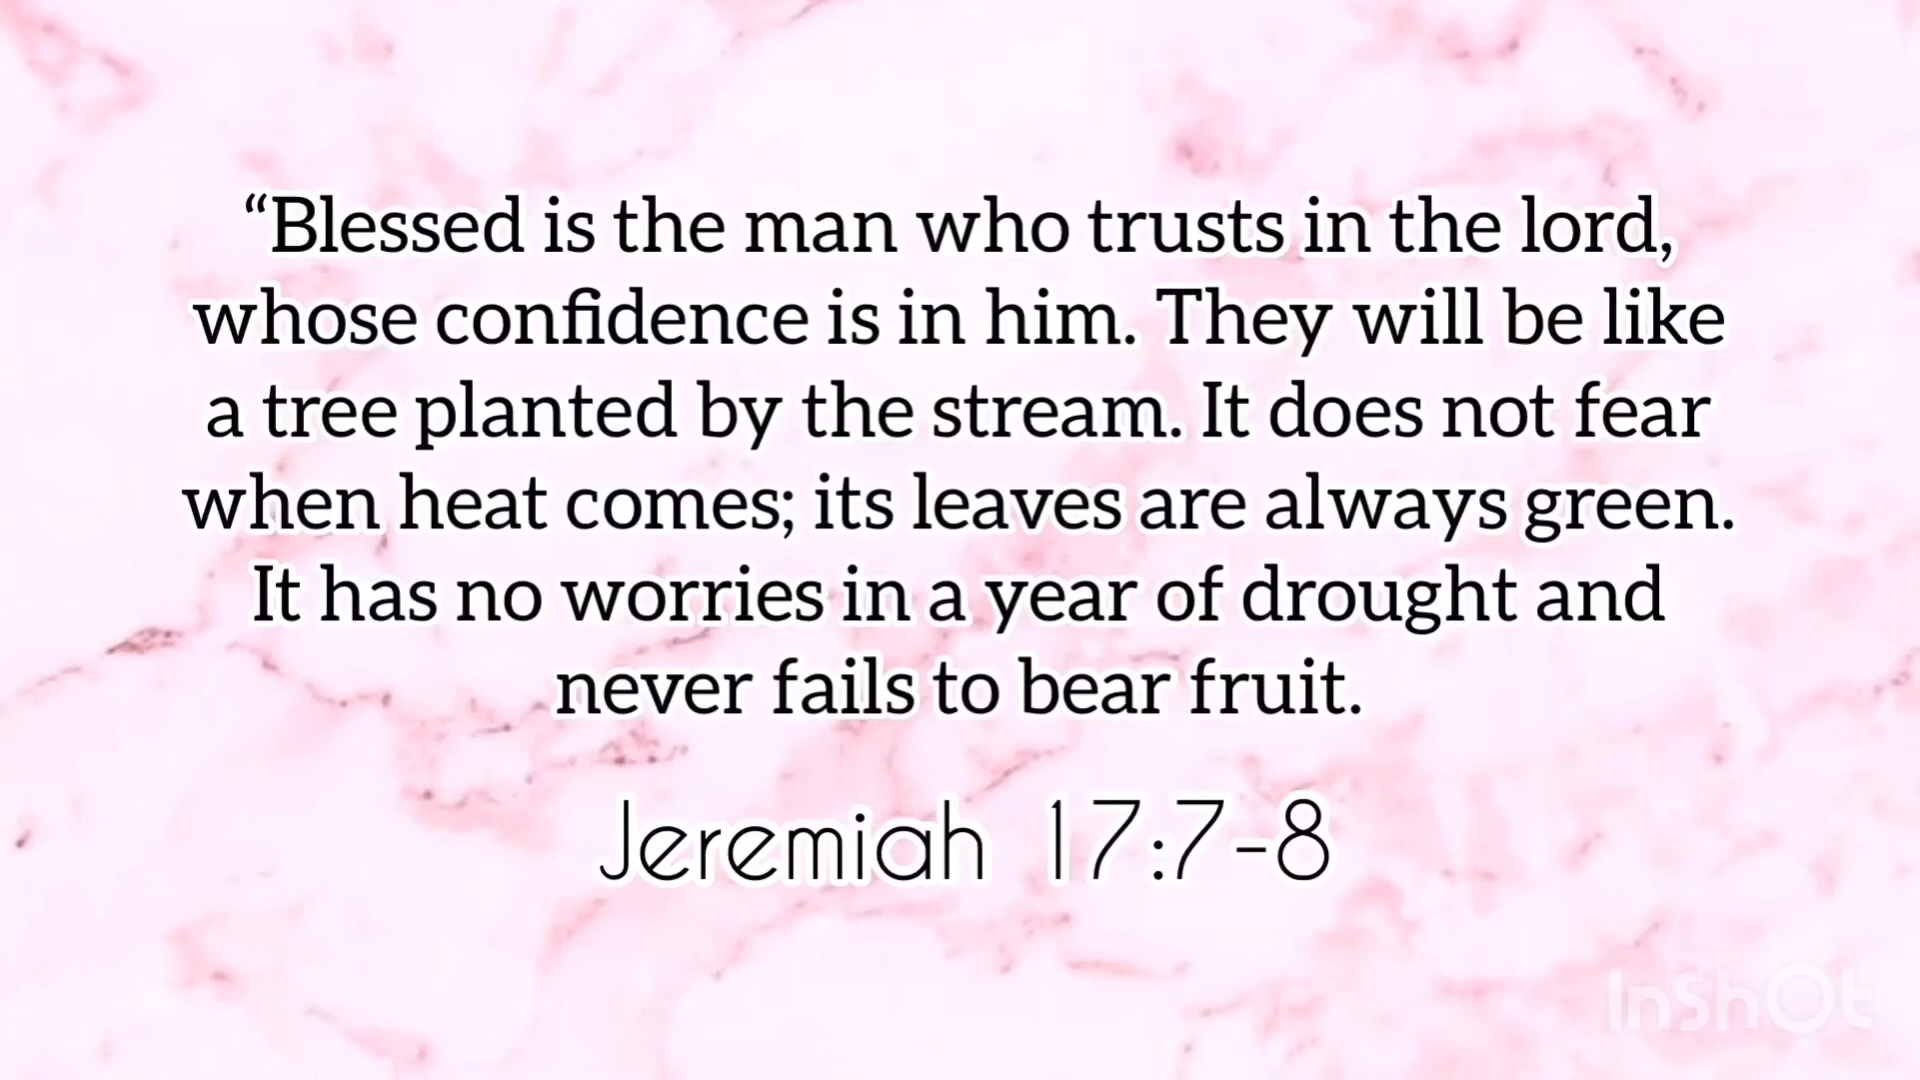 “Blessed is the man who trusts in the lord,
whose confidence is in him. They will be like
a tree planted by the stream. It does not fear
when heat comes; its leaves are always green.
It has no worries in a year of drought and
never fails to bear fruit.
Jeremiah 17:7-8
InShOt